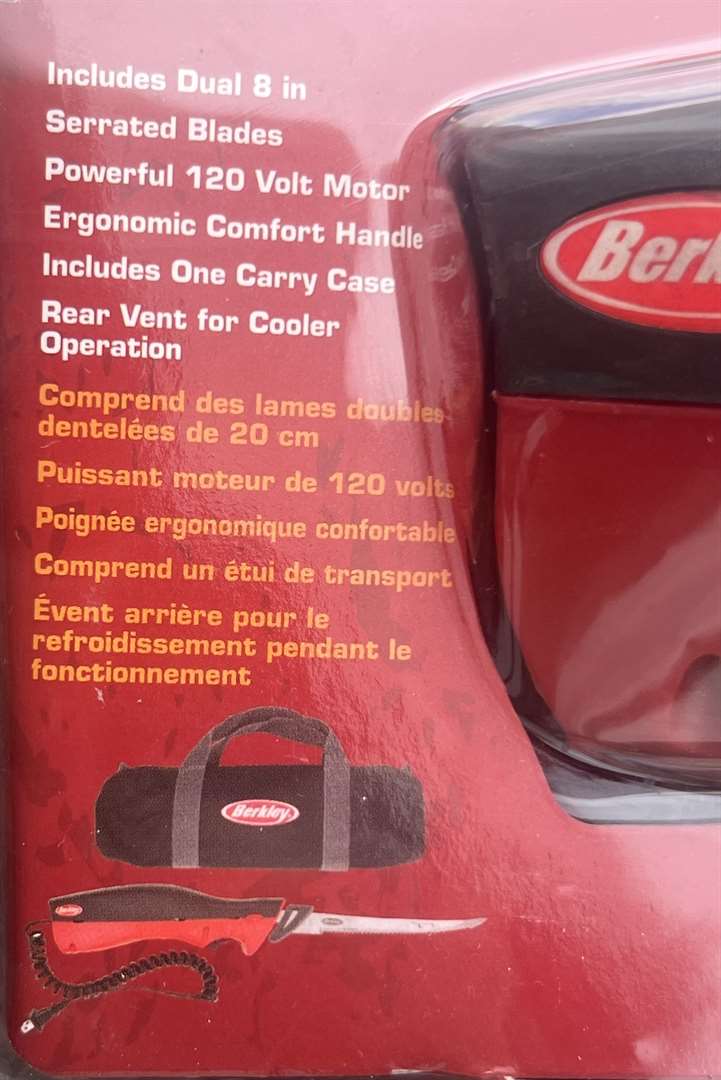 Includes Dual 8 in
Serrated Blades
Powerful 120 Volt Motor
Ergonomic Comfort Handle
Includes One Carry Case
Rear Vent for Cooler
Operation
Comprend des lames doubles
dentelées de 20 cm
Puissant moteur de 120 volts
Poignée ergonomique confortable
Comprend un étui de transport
Évent arrière pour le
refroidissement pendant le
fonctionnement
Berk
Berkley